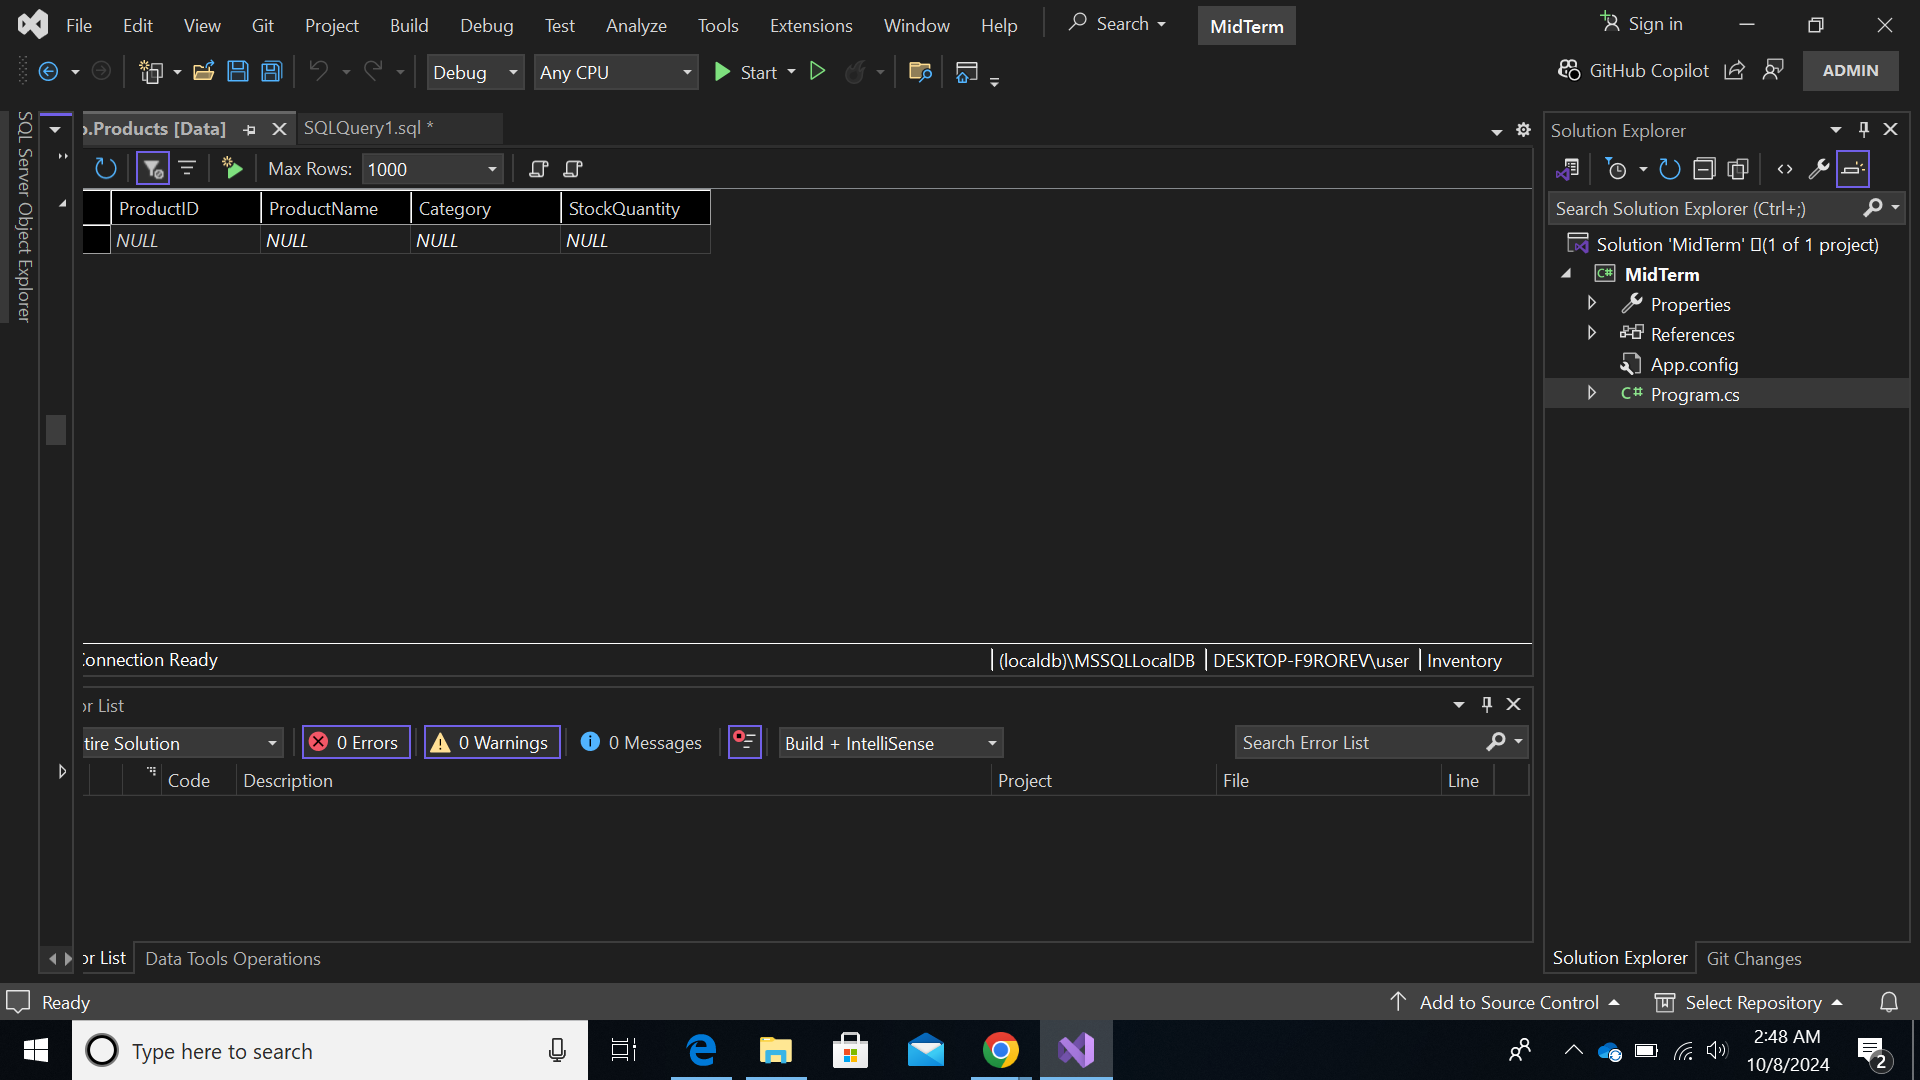 File Edit View Git Project Build Debug Test Analyze Tools Extensions Window Help Search MidTerm Sign in
Debug Any CPU Start GitHub Copilot ADMIN
SQL Server Object Explorer
o.Products [Data] SQLQuery1.sql *
Max Rows: 1000
ProductID ProductName Category StockQuantity
NULL NULL NULL NULL
Connection Ready (localdb)\MSSQLLocalDB DESKTOP-F9ROREV\user Inventory
or List
tire Solution 0 Errors 0 Warnings 0 Messages Build + IntelliSense Search Error List
Code Description Project File Line
or List Data Tools Operations
Solution Explorer
Search Solution Explorer (Ctrl+;)
Solution 'MidTerm' (1 of 1 project)
C# MidTerm
Properties
References
App.config
C# Program.cs
Solution Explorer Git Changes
Ready Add to Source Control Select Repository
Type here to search
2:48 AM
10/8/2024
2